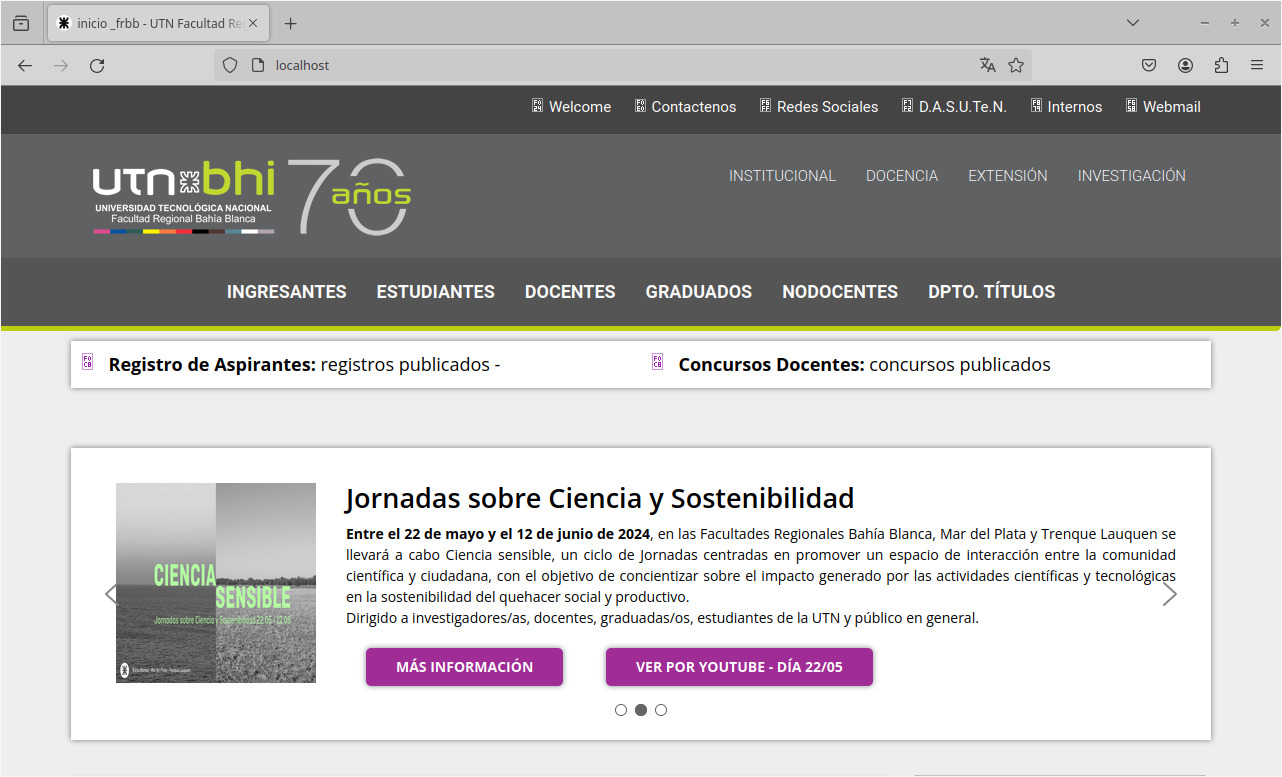 inicio _frbb - UTN Facultad Re
localhost
Welcome Contactenos Redes Sociales D.A.S.U.Te.N. Internos Webmail
utn bhi 70 años
UNIVERSIDAD TECNOLÓGICA NACIONAL
Facultad Regional Bahía Blanca
INSTITUCIONAL DOCENCIA EXTENSIÓN INVESTIGACIÓN
INGRESANTES ESTUDIANTES DOCENTES GRADUADOS NODOCENTES DPTO. TÍTULOS
Registro de Aspirantes: registros publicados -
Concursos Docentes: concursos publicados
CIENCIA
SENSIBLE
Jornadas sobre Ciencia y Sostenibilidad 22.05 - 12.06
Jornadas sobre Ciencia y Sostenibilidad
Entre el 22 de mayo y el 12 de junio de 2024, en las Facultades Regionales Bahía Blanca, Mar del Plata y Trenque Lauquen se
llevará a cabo Ciencia sensible, un ciclo de Jornadas centradas en promover un espacio de interacción entre la comunidad
científica y ciudadana, con el objetivo de concientizar sobre el impacto generado por las actividades científicas y tecnológicas
en la sostenibilidad del quehacer social y productivo.
Dirigido a investigadores/as, docentes, graduadas/os, estudiantes de la UTN y público en general.
MÁS INFORMACIÓN
VER POR YOUTUBE - DÍA 22/05